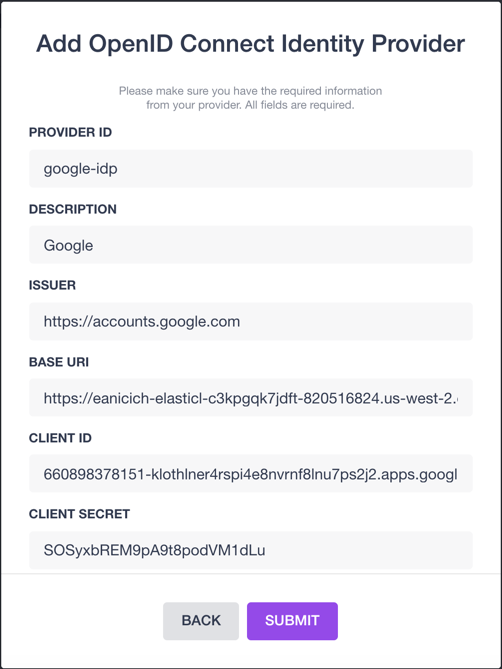 Add OpenID Connect Identity Provider
Please make sure you have the required information
from your provider. All fields are required.
PROVIDER ID
google-idp
DESCRIPTION
Google
ISSUER
https://accounts.google.com
BASE URI
https://eanicich-elasticl-c3kpgqk7jdft-820516824.us-west-2.
CLIENT ID
660898378151-klothlner4rspi4e8nvrnf8lnu7ps2j2.apps.googl
CLIENT SECRET
SOSyxbREM9pA9t8podVM1dLu
BACK
SUBMIT